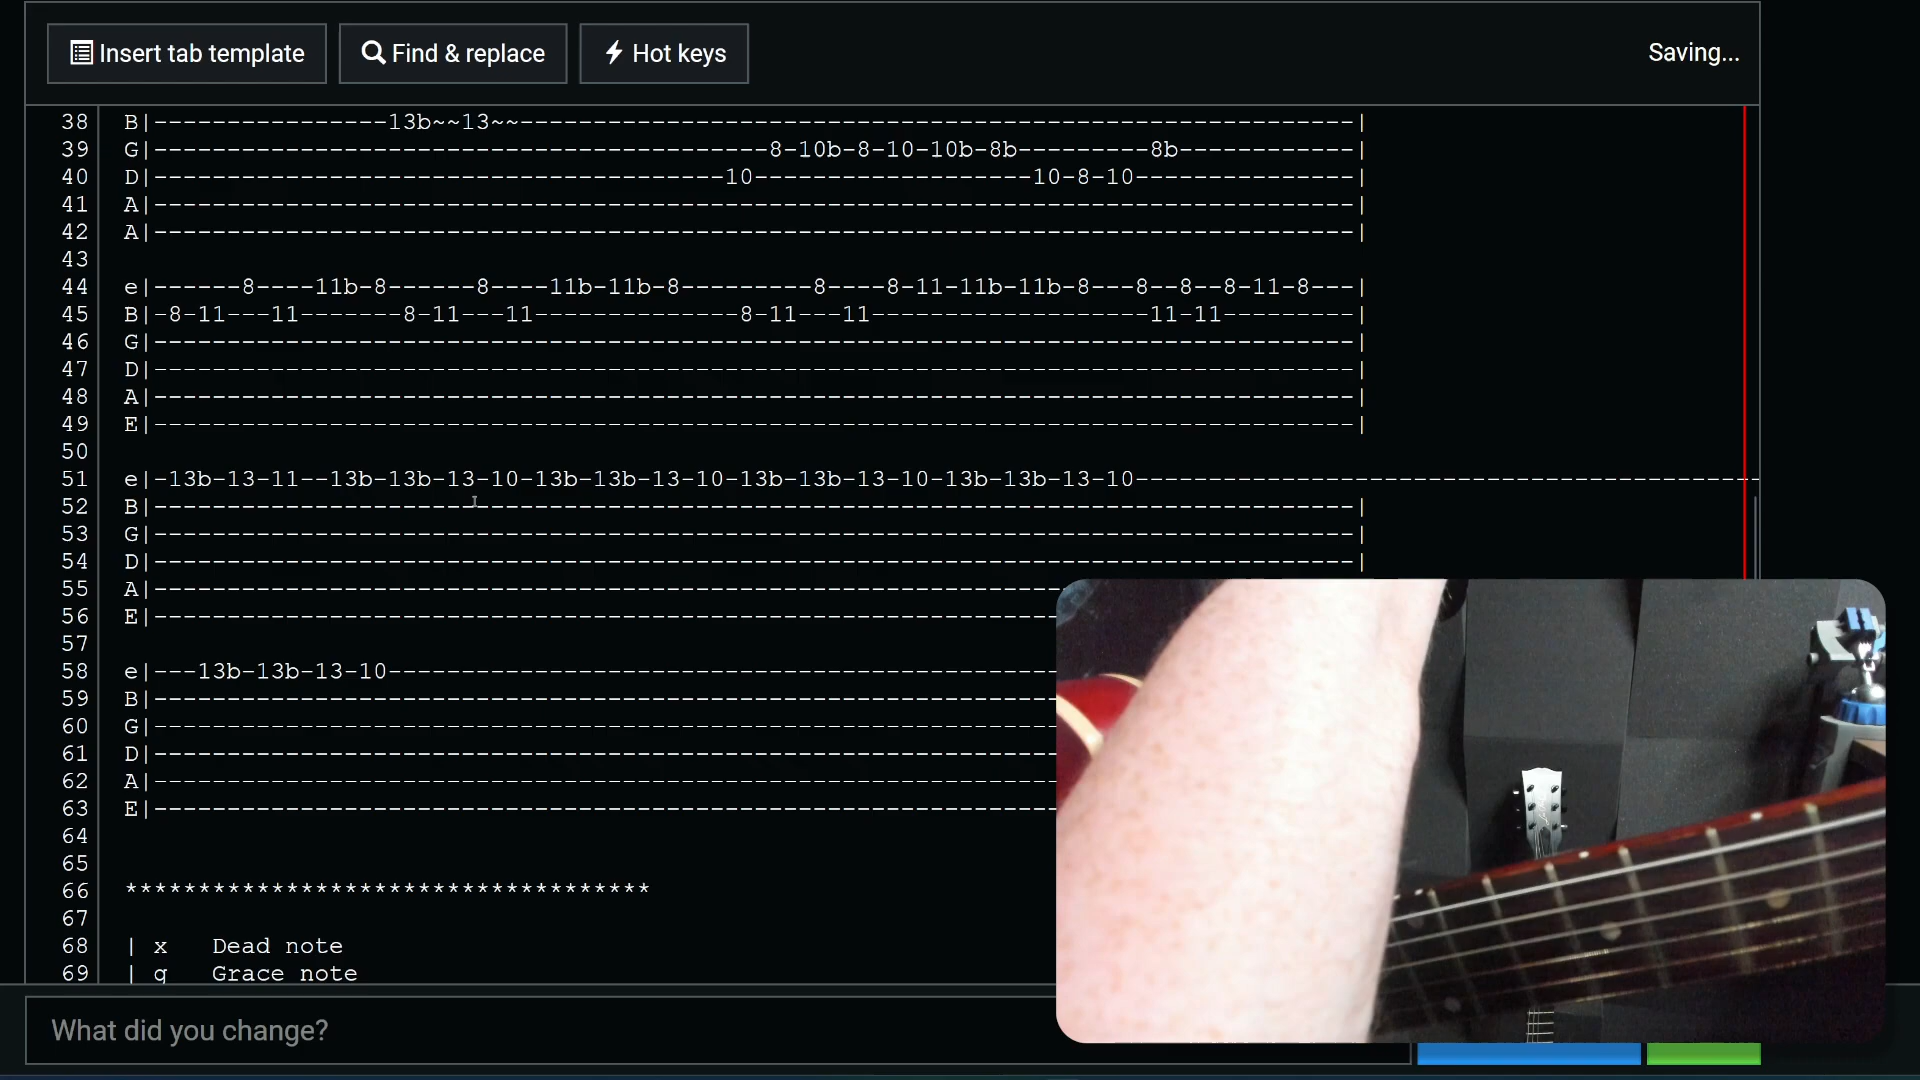 Insert tab template Find & replace Hot keys Saving...
38 B|----------------13b~~13~~---------------------------------------------------------|
39 G|------------------------------------------8-10b-8-10-10b-8b---------8b------------|
40 D|---------------------------------------10-------------------10-8-10---------------|
41 A|----------------------------------------------------------------------------------|
42 A|----------------------------------------------------------------------------------|
43
44 e|------8----11b-8------8----11b-11b-8---------8----8-11-11b-11b-8---8--8--8-11-8---|
45 B|-8-11---11-------8-11---11--------------8-11---11-------------------11-11---------|
46 G|----------------------------------------------------------------------------------|
47 D|----------------------------------------------------------------------------------|
48 A|----------------------------------------------------------------------------------|
49 E|----------------------------------------------------------------------------------|
50
51 e|-13b-13-11--13b-13b-13-10-13b-13b-13-10-13b-13b-13-10-13b-13b-13-10-------------------------------------------
52 B|----------------------------------------------------------------------------------|
53 G|----------------------------------------------------------------------------------|
54 D|----------------------------------------------------------------------------------|
55 A|--------------------------------------------------------------
56 E|--------------------------------------------------------------
57
58 e|---13b-13b-13-10----------------------------------------------
59 B|--------------------------------------------------------------
60 G|--------------------------------------------------------------
61 D|--------------------------------------------------------------
62 A|--------------------------------------------------------------
63 E|--------------------------------------------------------------
64
65
66 ************************************
67
68 | x Dead note
69 | g Grace note
What did you change?